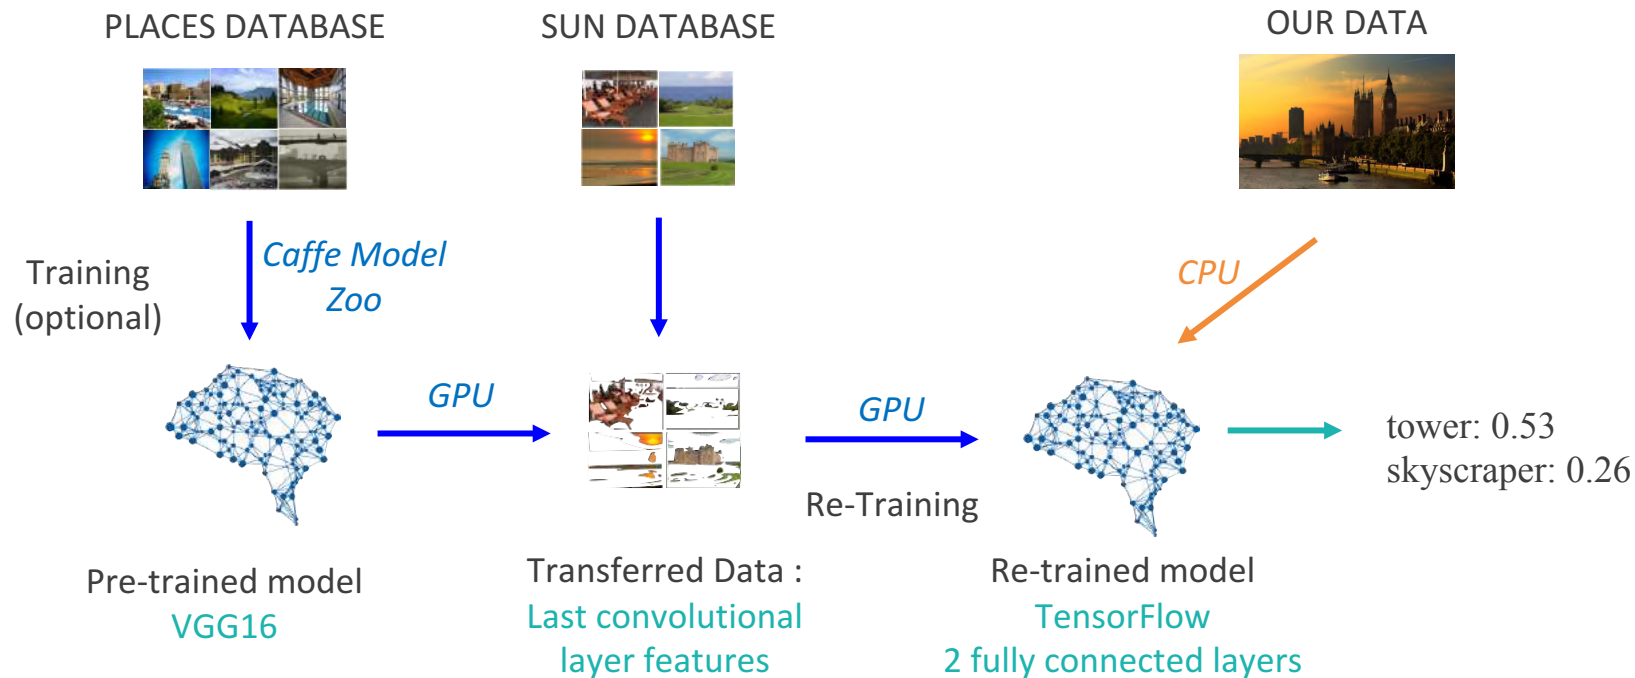 PLACES DATABASE
SUN DATABASE
OUR DATA
Training
(optional)
Caffe Model
Zoo
CPU
GPU
GPU
Re-Training
tower: 0.53
skyscraper: 0.26
Pre-trained model
VGG16
Transferred Data :
Last convolutional
layer features
Re-trained model
TensorFlow
2 fully connected layers